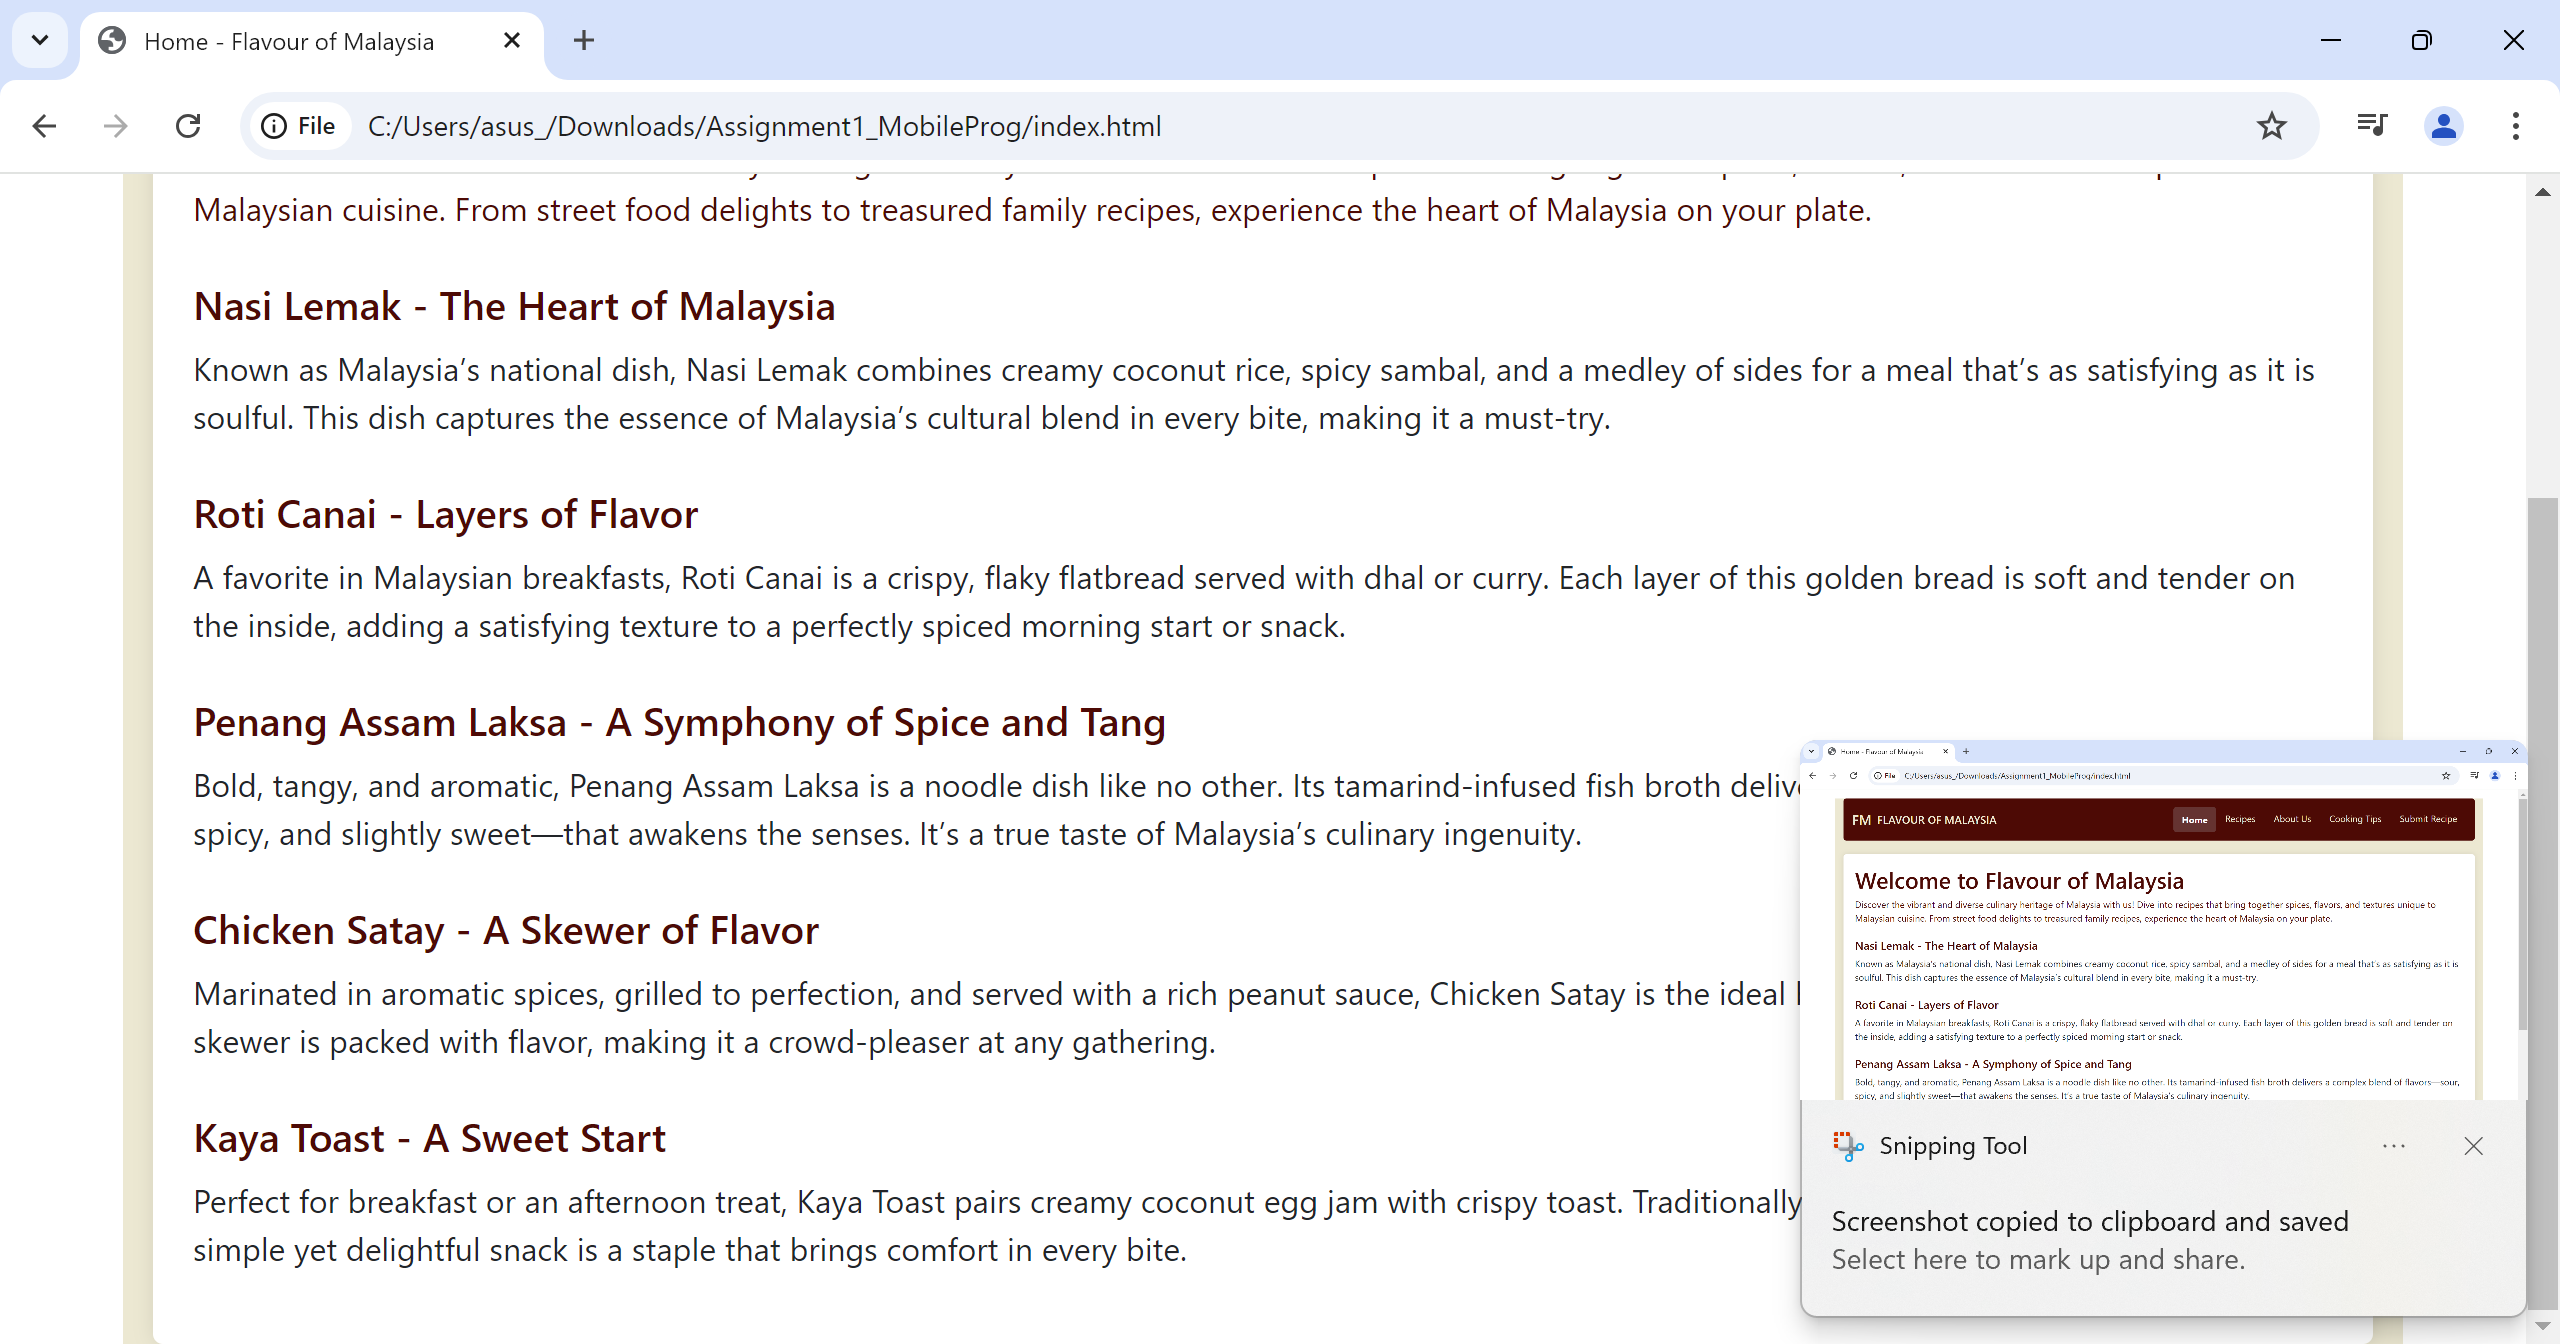 Home - Flavour of Malaysia
File
C:/Users/asus_/Downloads/Assignment1_MobileProg/index.html
Malaysian cuisine. From street food delights to treasured family recipes, experience the heart of Malaysia on your plate.
Nasi Lemak - The Heart of Malaysia
Known as Malaysia’s national dish, Nasi Lemak combines creamy coconut rice, spicy sambal, and a medley of sides for a meal that’s as satisfying as it is
soulful. This dish captures the essence of Malaysia’s cultural blend in every bite, making it a must-try.
Roti Canai - Layers of Flavor
A favorite in Malaysian breakfasts, Roti Canai is a crispy, flaky flatbread served with dhal or curry. Each layer of this golden bread is soft and tender on
the inside, adding a satisfying texture to a perfectly spiced morning start or snack.
Penang Assam Laksa - A Symphony of Spice and Tang
Bold, tangy, and aromatic, Penang Assam Laksa is a noodle dish like no other. Its tamarind-infused fish broth
spicy, and slightly sweet—that awakens the senses. It’s a true taste of Malaysia’s culinary ingenuity.
Chicken Satay - A Skewer of Flavor
Marinated in aromatic spices, grilled to perfection, and served with a rich peanut sauce, Chicken Satay is the ideal
skewer is packed with flavor, making it a crowd-pleaser at any gathering.
Kaya Toast - A Sweet Start
Perfect for breakfast or an afternoon treat, Kaya Toast pairs creamy coconut egg jam with crispy toast. Traditionally
simple yet delightful snack is a staple that brings comfort in every bite.
Home - Flavour of Malaysia
File
C:/Users/asus_/Downloads/Assignment1_MobileProg/index.html
FM FLAVOUR OF MALAYSIA
Home Recipes About Us Cooking Tips Submit Recipe
Welcome to Flavour of Malaysia
Discover the vibrant and diverse culinary heritage of Malaysia with us! Dive into recipes that bring together spices, flavors, and textures unique to
Malaysian cuisine. From street food delights to treasured family recipes, experience the heart of Malaysia on your plate.
Nasi Lemak - The Heart of Malaysia
Known as Malaysia’s national dish, Nasi Lemak combines creamy coconut rice, spicy sambal, and a medley of sides for a meal that’s as satisfying as it is
soulful. This dish captures the essence of Malaysia’s cultural blend in every bite, making it a must-try.
Roti Canai - Layers of Flavor
A favorite in Malaysian breakfasts, Roti Canai is a crispy, flaky flatbread served with dhal or curry. Each layer of this golden bread is soft and tender on
the inside, adding a satisfying texture to a perfectly spiced morning start or snack.
Penang Assam Laksa - A Symphony of Spice and Tang
Bold, tangy, and aromatic, Penang Assam Laksa is a noodle dish like no other. Its tamarind-infused fish broth delivers a complex blend of flavors—sour,
spicy, and slightly sweet—that awakens the senses. It’s a true taste of Malaysia’s culinary ingenuity.
Snipping Tool
Screenshot copied to clipboard and saved
Select here to mark up and share.